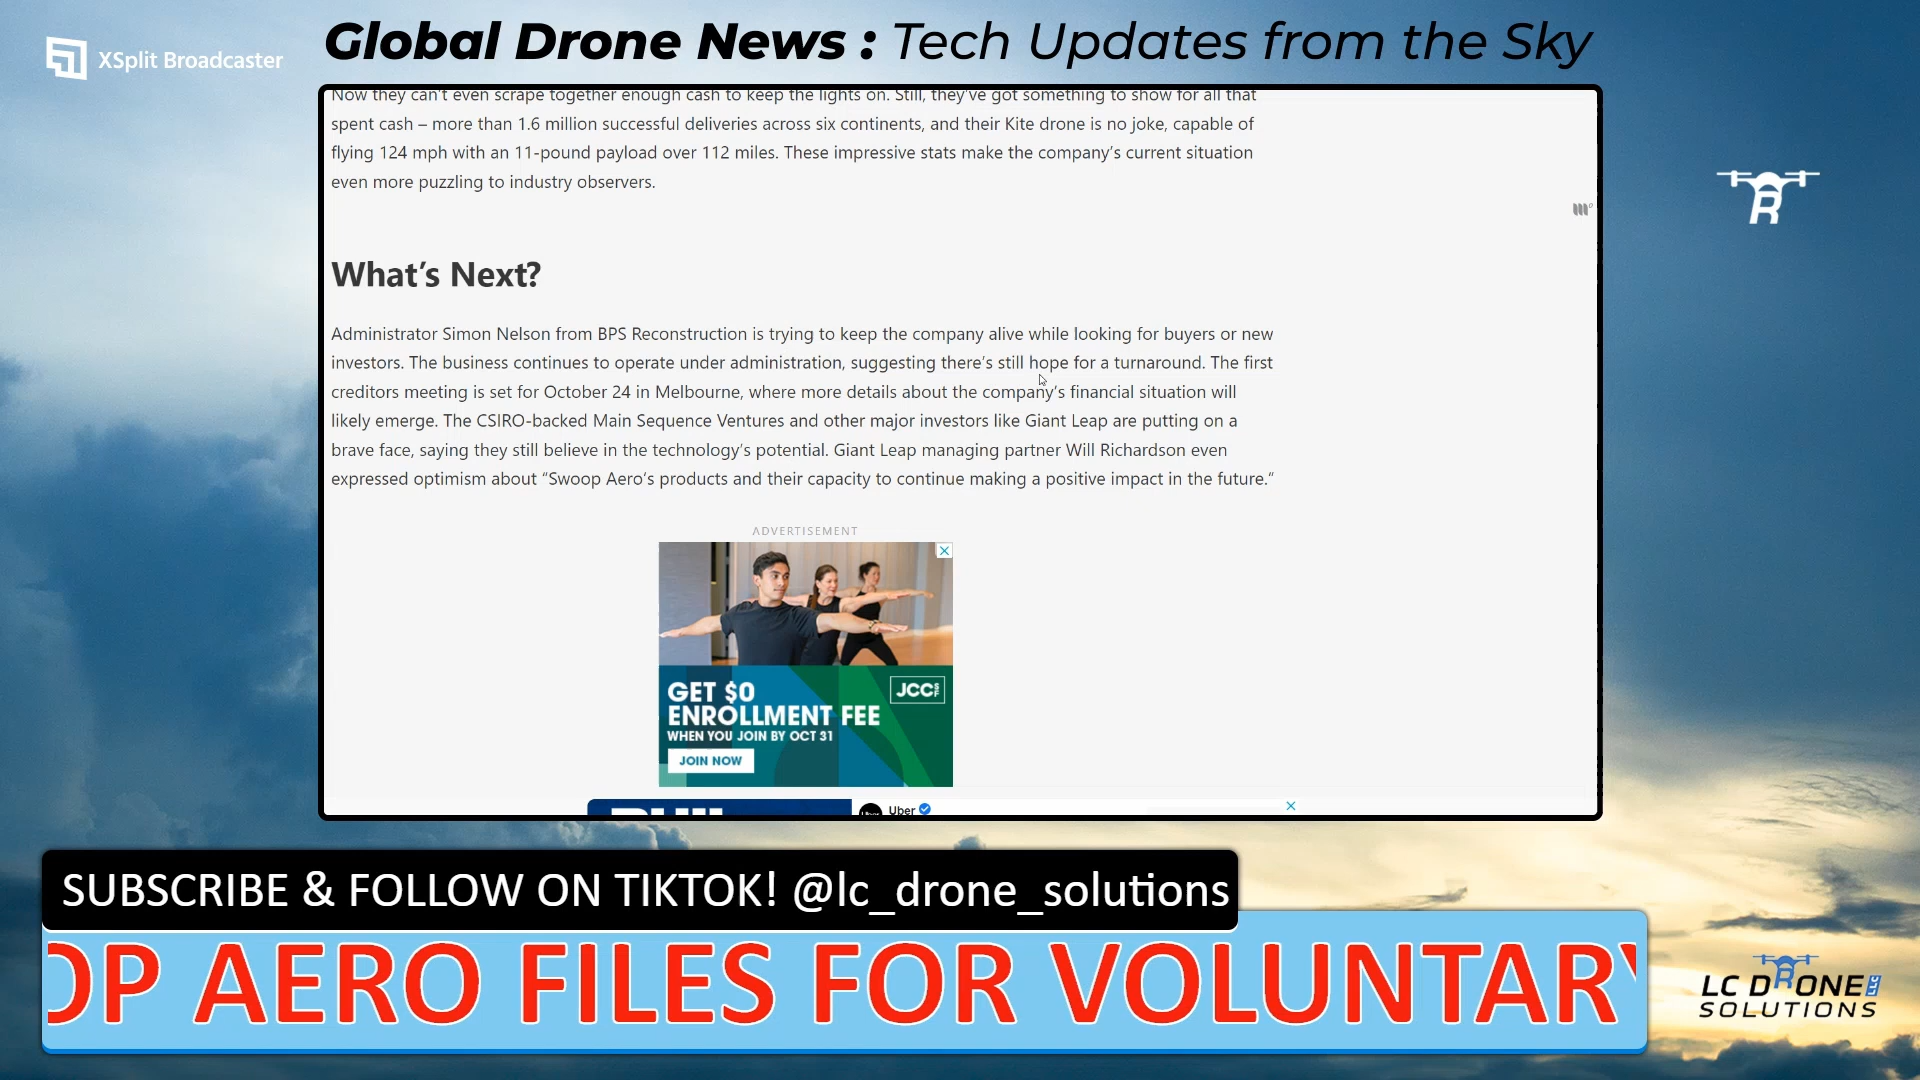 XSplit Broadcaster
Global Drone News : Tech Updates from the Sky
Now they can't even scrape together enough cash to keep the lights on. Still, they've got something to show for all that
spent cash – more than 1.6 million successful deliveries across six continents, and their Kite drone is no joke, capable of
flying 124 mph with an 11-pound payload over 112 miles. These impressive stats make the company's current situation
even more puzzling to industry observers.
What's Next?
Administrator Simon Nelson from BPS Reconstruction is trying to keep the company alive while looking for buyers or new
investors. The business continues to operate under administration, suggesting there's still hope for a turnaround. The first
creditors meeting is set for October 24 in Melbourne, where more details about the company's financial situation will
likely emerge. The CSIRO-backed Main Sequence Ventures and other major investors like Giant Leap are putting on a
brave face, saying they still believe in the technology's potential. Giant Leap managing partner Will Richardson even
expressed optimism about “Swoop Aero's products and their capacity to continue making a positive impact in the future.“
ADVERTISEMENT
GET $0
ENROLLMENT FEE
WHEN YOU JOIN BY OCT 31
JOIN NOW
JCC SF
Uber
SUBSCRIBE & FOLLOW ON TIKTOK! @lc_drone_solutions
OP AERO FILES FOR VOLUNTARY
LC DRONE LLC
SOLUTIONS